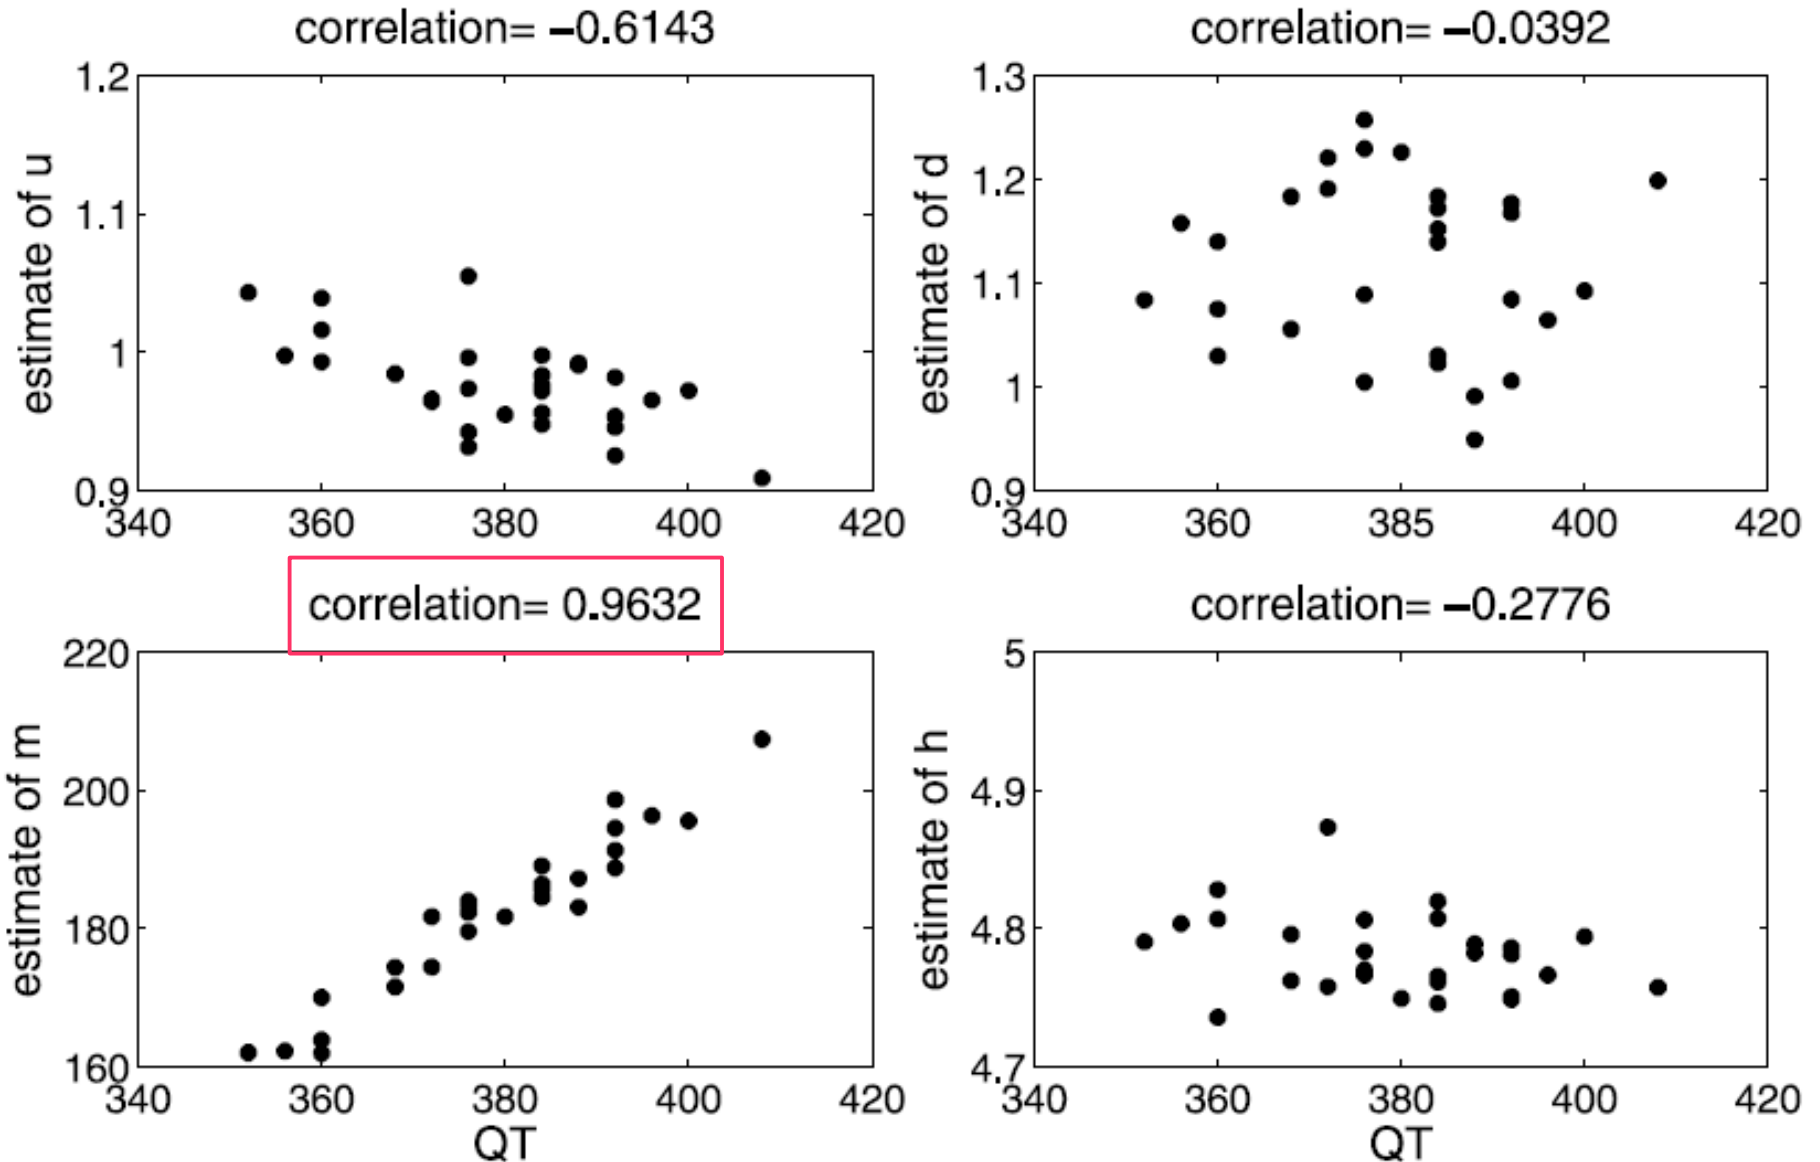 correlation= −0.6143
estimate of u
1.2
1.1
1
0.9
340 360 380 400 420
correlation= −0.0392
estimate of d
1.3
1.2
1.1
1
0.9
340 360 385 400 420
correlation= 0.9632
estimate of m
220
200
180
160
340 360 380 400 420
QT
correlation= −0.2776
estimate of h
5
4.9
4.8
4.7
340 360 380 400 420
QT